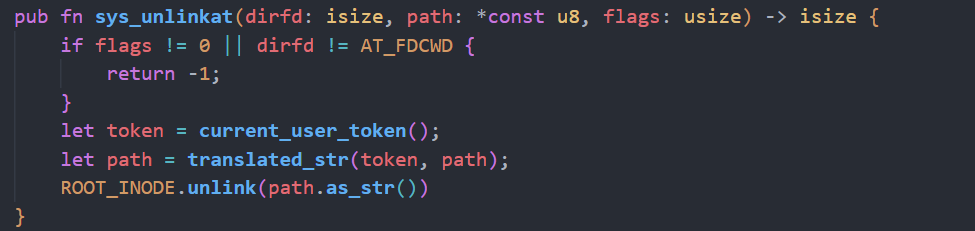 pub fn sys_unlinkat(dirfd: isize, path: *const u8, flags: usize) -> isize {
    if flags != 0 || dirfd != AT_FDCWD {
        return -1;
    }
    let token = current_user_token();
    let path = translated_str(token, path);
    ROOT_INODE.unlink(path.as_str())
}